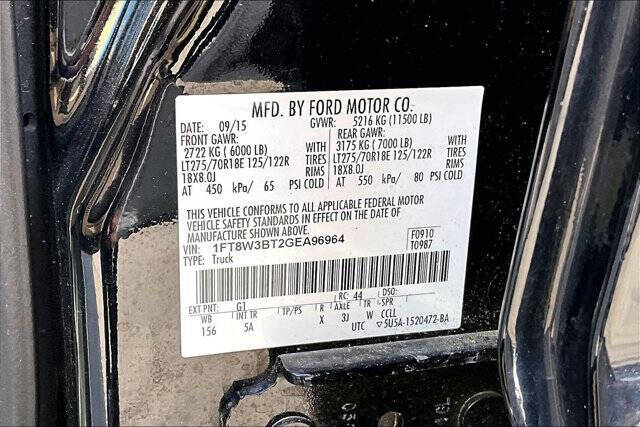 MFD. BY FORD MOTOR CO.
DATE: 09/15 GVWR: 5216 KG (11500 LB)
FRONT GAWR: REAR GAWR:
2722 KG ( 6000 LB) WITH 3175 KG ( 7000 LB) WITH
LT275/70R18E 125/122R TIRES LT275/70R18E 125/122R TIRES
18X8.0J RIMS 18X8.0J RIMS
AT 450 kPa/ 65 PSI COLD AT 550 kPa/ 80 PSI COLD
THIS VEHICLE CONFORMS TO ALL APPLICABLE FEDERAL MOTOR
VEHICLE SAFETY STANDARDS IN EFFECT ON THE DATE OF
MANUFACTURE SHOWN ABOVE.
VIN: 1FT8W3BT2GEA96964 F0910
TYPE: Truck T0987
EXT PNT: G1 RC: 44 DSO:
WB INT TR TP/PS R AXLE TR SPR
156 5A X 3J W CCLL
UTC ▽5U5A-1520472-BA